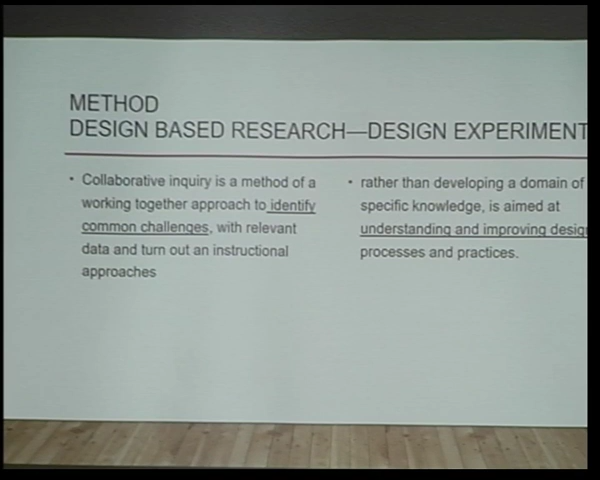 METHOD
DESIGN BASED RESEARCH—DESIGN EXPERIMENT
• Collaborative inquiry is a method of a
working together approach to identify
common challenges, with relevant
data and turn out an instructional
approaches
• rather than developing a domain of
specific knowledge, is aimed at
understanding and improving design
processes and practices.